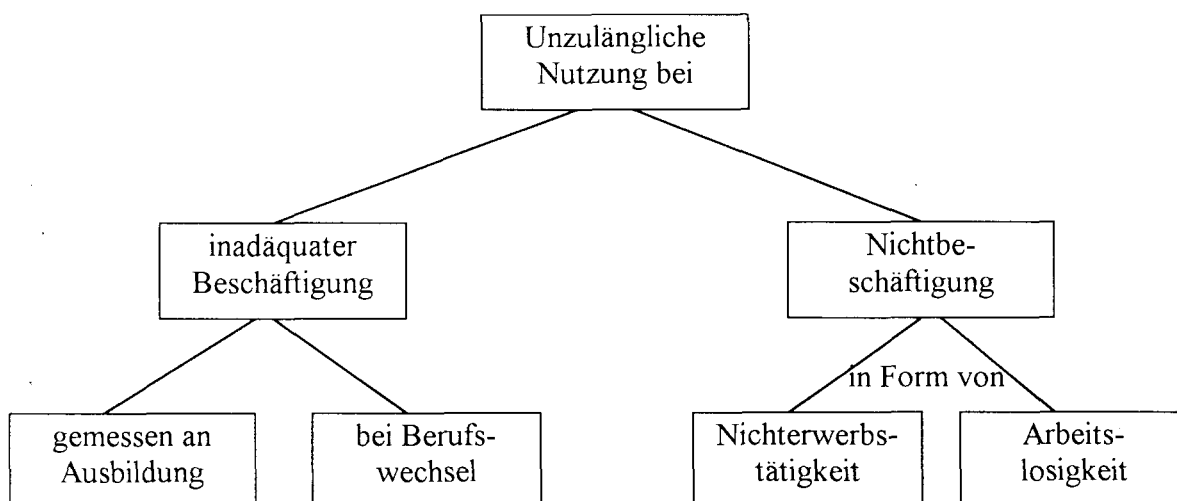 Unzulängliche
Nutzung bei
inadäquater
Beschäftigung
Nichtbe-
schäftigung
in Form von
gemessen an
Ausbildung
bei Berufs-
wechsel
Nichterwerbs-
tätigkeit
Arbeits-
losigkeit